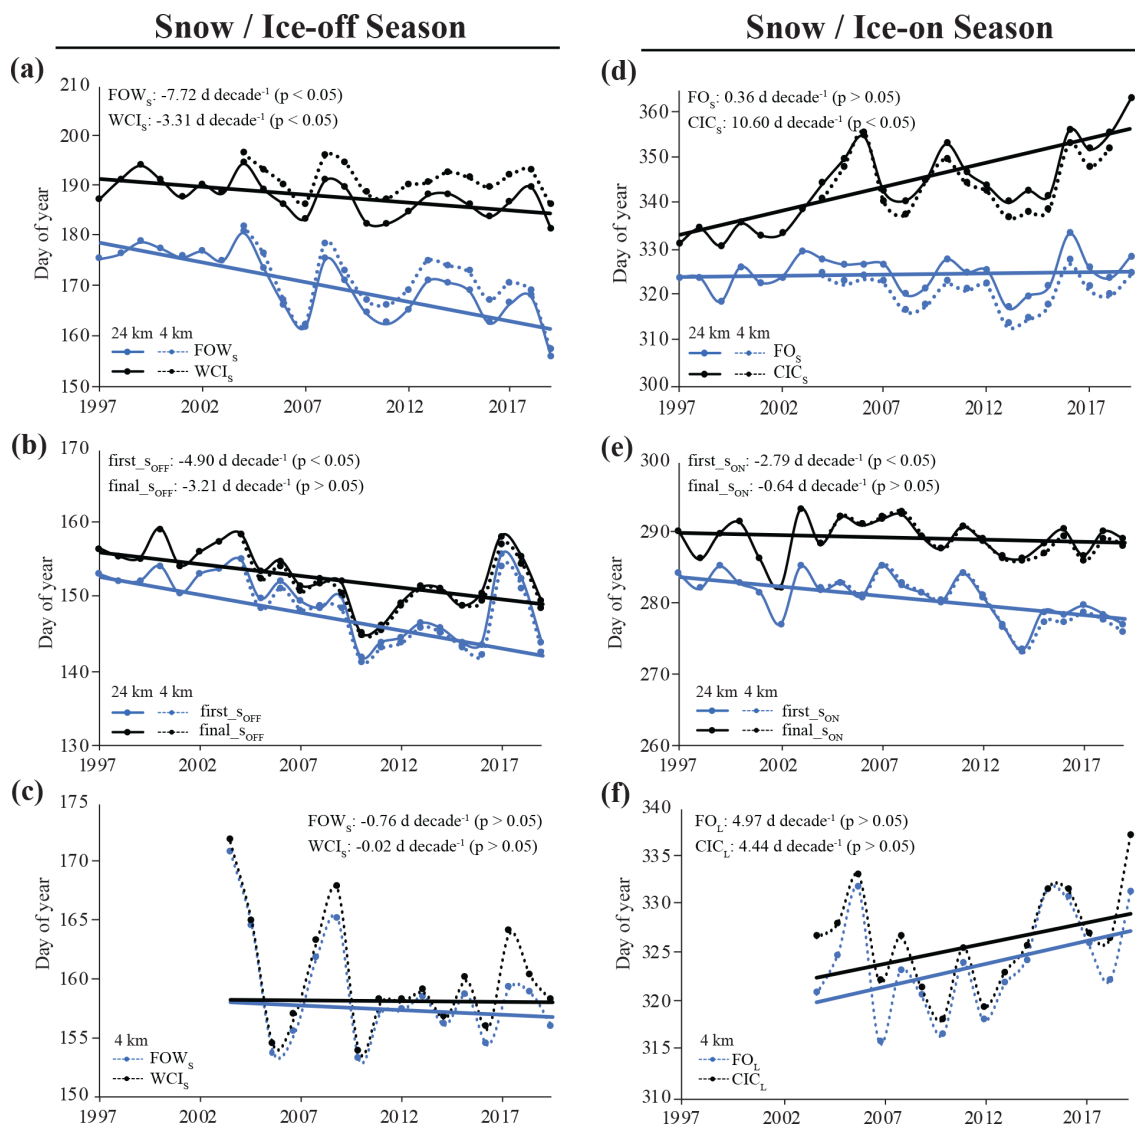 Snow / Ice-off Season
Snow / Ice-on Season
(a)
210
200
190
180
170
160
150
Day of year
FOWS: -7.72 d decade-1 (p < 0.05)
WCIS: -3.31 d decade-1 (p < 0.05)
24 km 4 km
FOWS
WCIS
1997 2002 2007 2012 2017
(d)
360
350
340
330
320
310
300
Day of year
FOS: 0.36 d decade-1 (p > 0.05)
CICS: 10.60 d decade-1 (p < 0.05)
24 km 4 km
FOS
CICS
1997 2002 2007 2012 2017
(b)
170
160
150
140
130
Day of year
first_sOFF: -4.90 d decade-1 (p < 0.05)
final_sOFF: -3.21 d decade-1 (p > 0.05)
24 km 4 km
first_sOFF
final_sOFF
1997 2002 2007 2012 2017
(e)
300
290
280
270
260
Day of year
first_sON: -2.79 d decade-1 (p < 0.05)
final_sON: -0.64 d decade-1 (p > 0.05)
24 km 4 km
first_sON
final_sON
1997 2002 2007 2012 2017
(c)
175
170
165
160
155
150
Day of year
FOWS: -0.76 d decade-1 (p > 0.05)
WCIS: -0.02 d decade-1 (p > 0.05)
4 km
FOWS
WCIS
1997 2002 2007 2012 2017
(f)
340
335
330
325
320
315
310
Day of year
FOL: 4.97 d decade-1 (p > 0.05)
CICL: 4.44 d decade-1 (p > 0.05)
4 km
FOL
CICL
1997 2002 2007 2012 2017